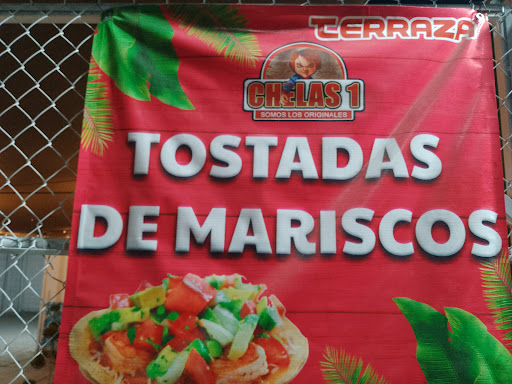 TERRAZA
CHELAS 1
SOMOS LOS ORIGINALES
TOSTADAS
DE MARISCOS